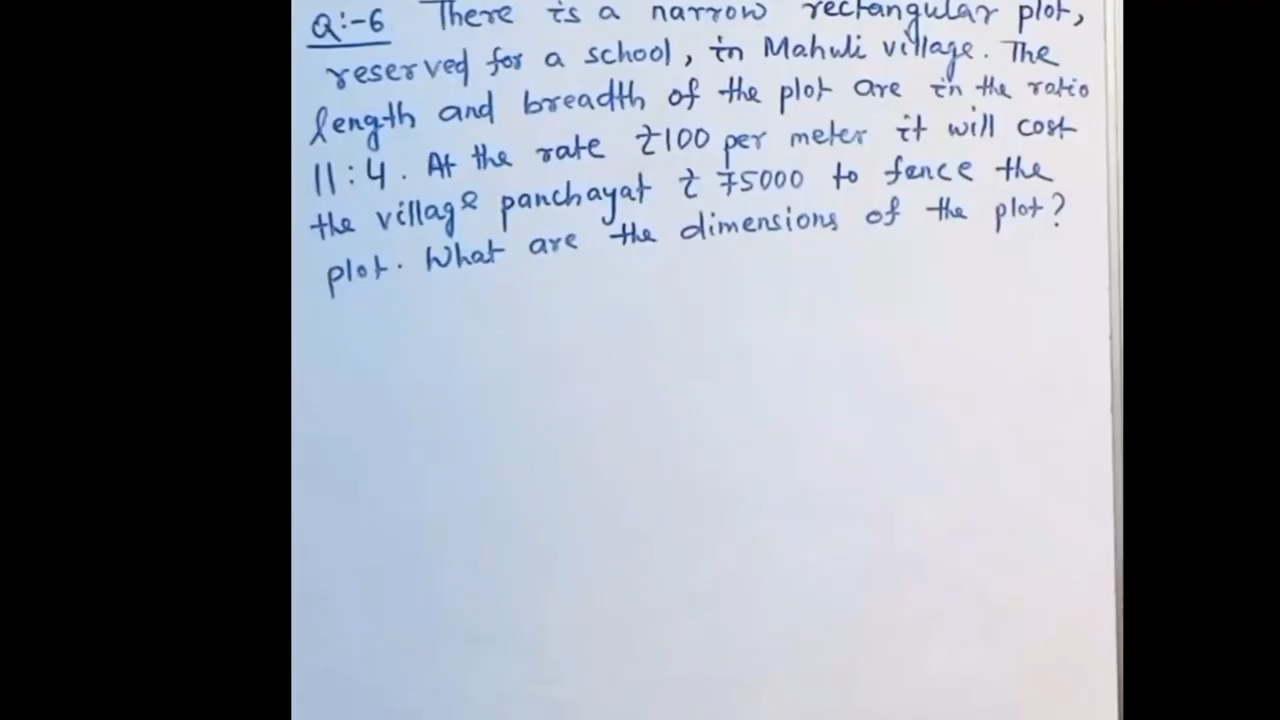 Q:-6 There is a narrow rectangular plot,
reserved for a school, in Mahuli village. The
length and breadth of the plot are in the ratio
11:4. At the rate ₹100 per meter it will cost
the village panchayat ₹ 75000 to fence the
plot. What are the dimensions of the plot?